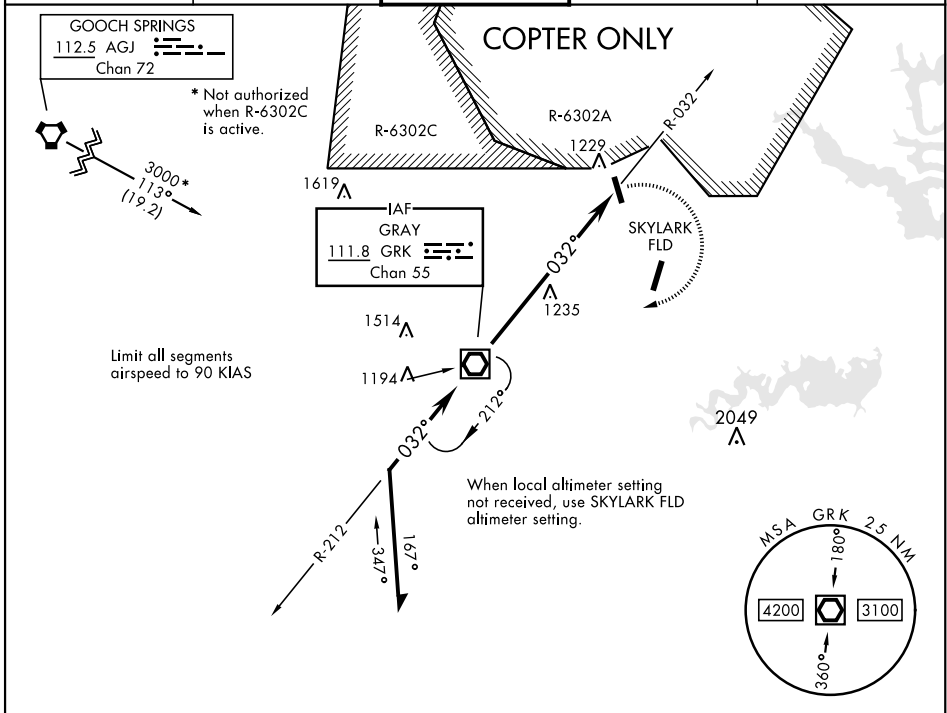 GOOCH SPRINGS
112.5 AGJ
Chan 72
COPTER ONLY
* Not authorized
when R-6302C
is active.
R-6302C
R-6302A
R-032
1229
3000*
113°
(19.2)
1619
IAF
GRAY
111.8 GRK
Chan 55
032°
SKYLARK
FLD
1235
1514
Limit all segments
airspeed to 90 KIAS
1194
212°
032°
2049
When local altimeter setting
not received, use SKYLARK FLD
altimeter setting.
R-212
347°
167°
MSA GRK 25 NM
180°
4200
3100
360°